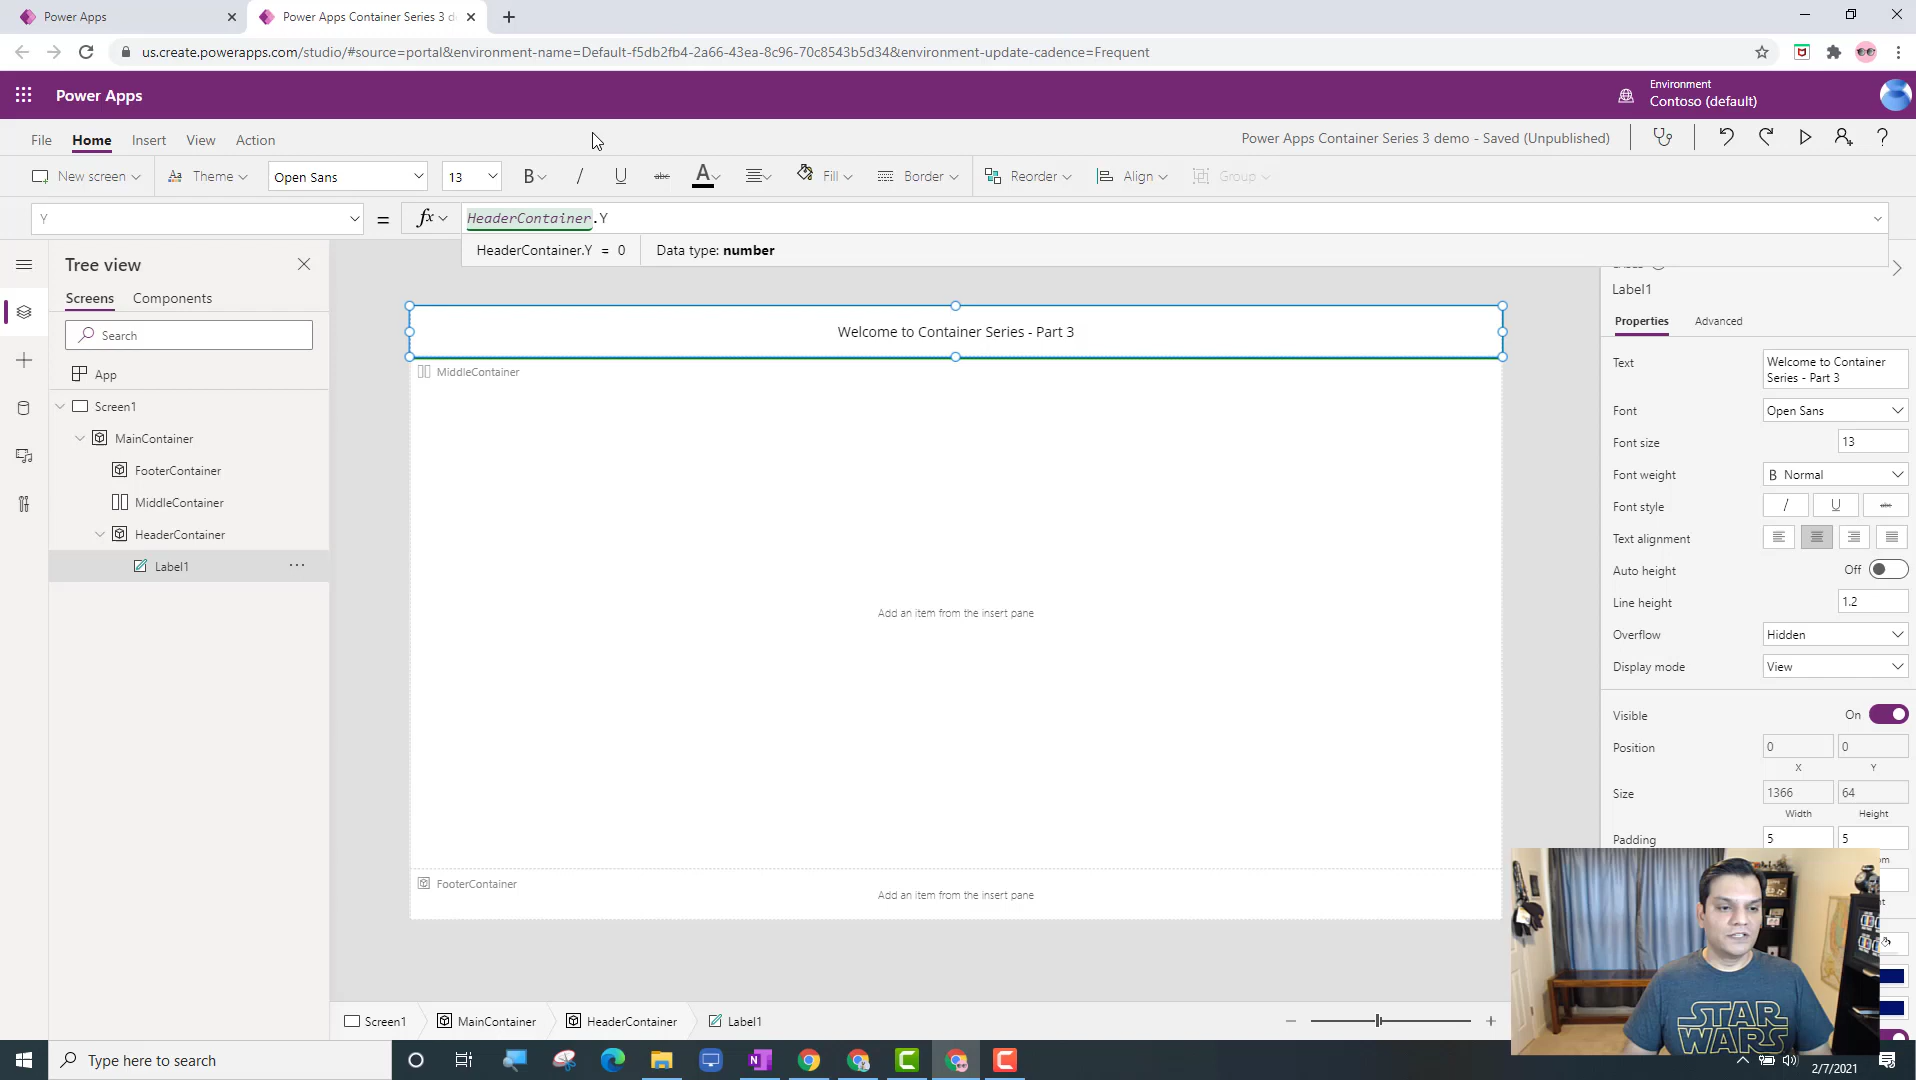 Power Apps
Power Apps Container Series 3 d
us.create.powerapps.com/studio/#source=portal&environment-name=Default-f5db2fb4-2a66-43ea-8c96-70c8543b5d34&environment-update-cadence=Frequent
Power Apps
Environment
Contoso (default)
File Home Insert View Action
Power Apps Container Series 3 demo - Saved (Unpublished)
New screen Theme Open Sans 13 B / U abc A Fill Border Reorder Align Group
Y = fx HeaderContainer.Y
HeaderContainer.Y = 0 Data type: number
Tree view
Screens Components
Search
App
Screen1
MainContainer
FooterContainer
MiddleContainer
HeaderContainer
Label1
Welcome to Container Series - Part 3
MiddleContainer
Add an item from the insert pane
FooterContainer
Add an item from the insert pane
Label1
Properties Advanced
Text Welcome to Container
Series - Part 3
Font Open Sans
Font size 13
Font weight B Normal
Font style / U abc
Text alignment
Auto height Off
Line height 1.2
Overflow Hidden
Display mode View
Visible On
Position 0 0
X Y
Size 1366 64
Width Height
Padding 5 5
STAR
WARS
Screen1 MainContainer HeaderContainer Label1
Type here to search
2/7/2021